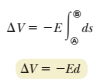 ΔV = −E ∫_Ⓐ^Ⓑ ds
ΔV = −Ed